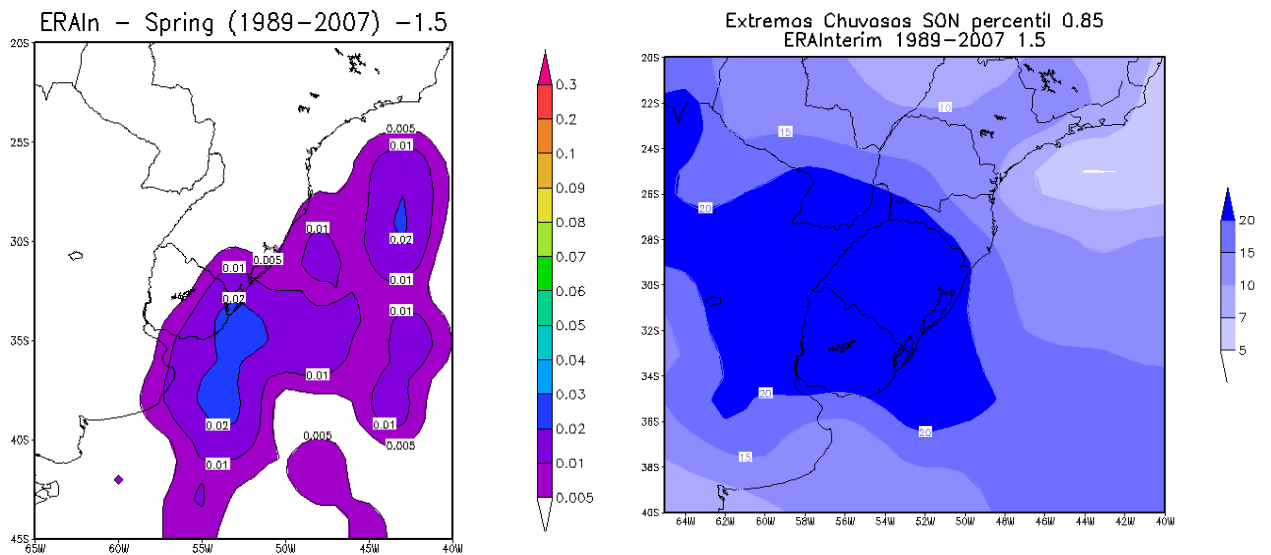 ERAIn – Spring (1989–2007) –1.5
20S
25S
30S
35S
40S
45S
65W
60W
55W
50W
45W
40W
0.005
0.01
0.02
0.01
0.01
0.005
0.01
0.02
0.01
0.01
0.02
0.01
0.005
0.01
0.3
0.2
0.1
0.09
0.08
0.07
0.06
0.05
0.04
0.03
0.02
0.01
0.005
Extremos Chuvosos SON percentil 0.85
ERAInterim 1989–2007 1.5
20S
22S
24S
26S
28S
30S
32S
34S
36S
38S
40S
64W
62W
60W
58W
56W
54W
52W
50W
48W
46W
44W
42W
40W
10
15
20
20
20
15
20
15
10
7
5